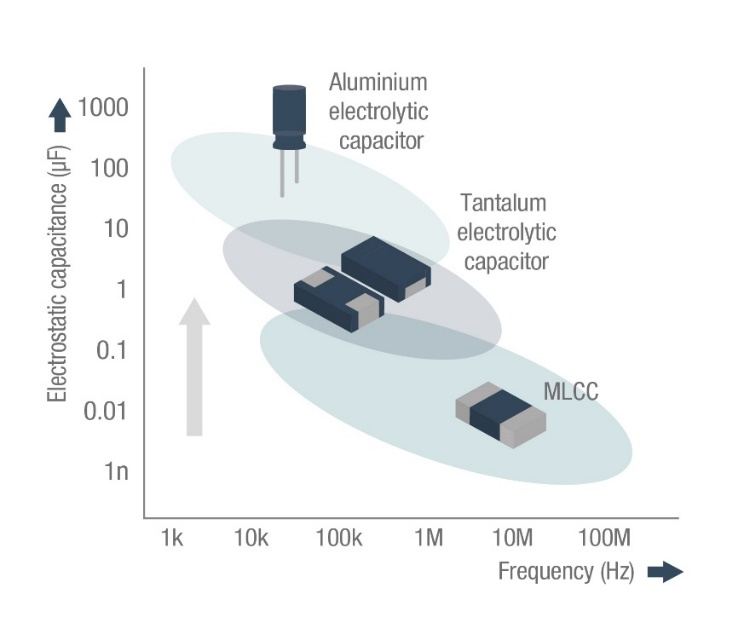 Aluminium
electrolytic
capacitor
Tantalum
electrolytic
capacitor
MLCC
Electrostatic capacitance (µF)
1000
100
10
1
0.1
0.01
1n
1k 10k 100k 1M 10M 100M
Frequency (Hz)